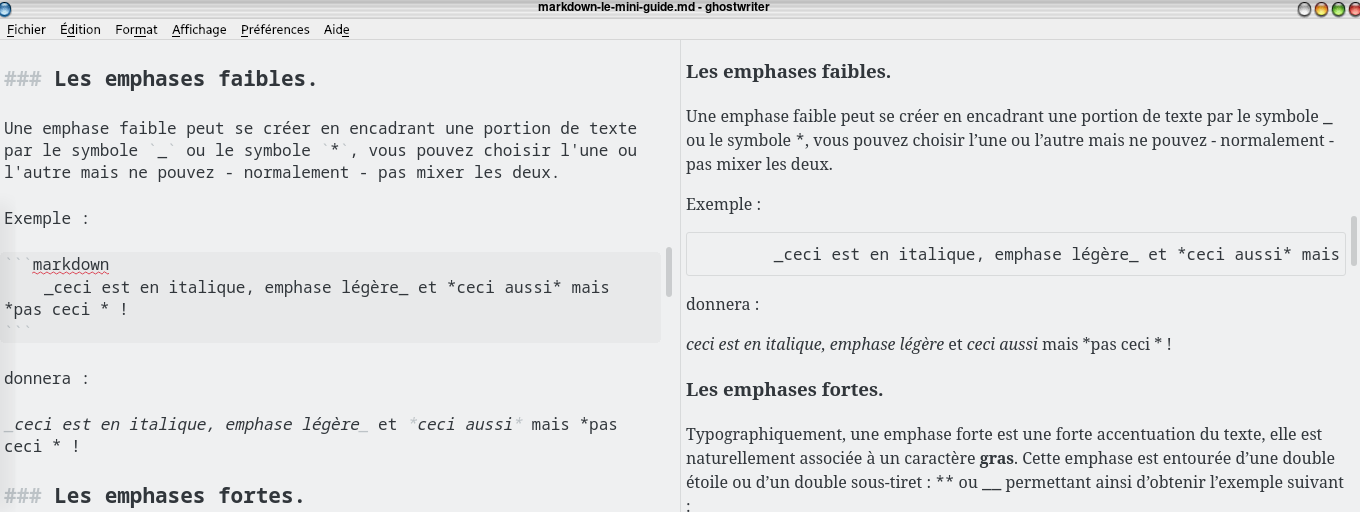 markdown-le-mini-guide.md - ghostwriter
Fichier Édition Format Affichage Préférences Aide
### Les emphases faibles.
Une emphase faible peut se créer en encadrant une portion de texte
par le symbole `_` ou le symbole `*`, vous pouvez choisir l'une ou
l'autre mais ne pouvez - normalement - pas mixer les deux.
Exemple :
```markdown
_ceci est en italique, emphase légère_ et *ceci aussi* mais
*pas ceci * !
```
donnera :
_ceci est en italique, emphase légère_ et *ceci aussi* mais *pas
ceci * !
### Les emphases fortes.
Les emphases faibles.
Une emphase faible peut se créer en encadrant une portion de texte par le symbole _
ou le symbole *, vous pouvez choisir l’une ou l’autre mais ne pouvez - normalement -
pas mixer les deux.
Exemple :
_ceci est en italique, emphase légère_ et *ceci aussi* mais
donnera :
ceci est en italique, emphase légère et ceci aussi mais *pas ceci * !
Les emphases fortes.
Typographiquement, une emphase forte est une forte accentuation du texte, elle est
naturellement associée à un caractère gras. Cette emphase est entourée d’une double
étoile ou d’un double sous-tiret : ** ou __ permettant ainsi d’obtenir l’exemple suivant
: